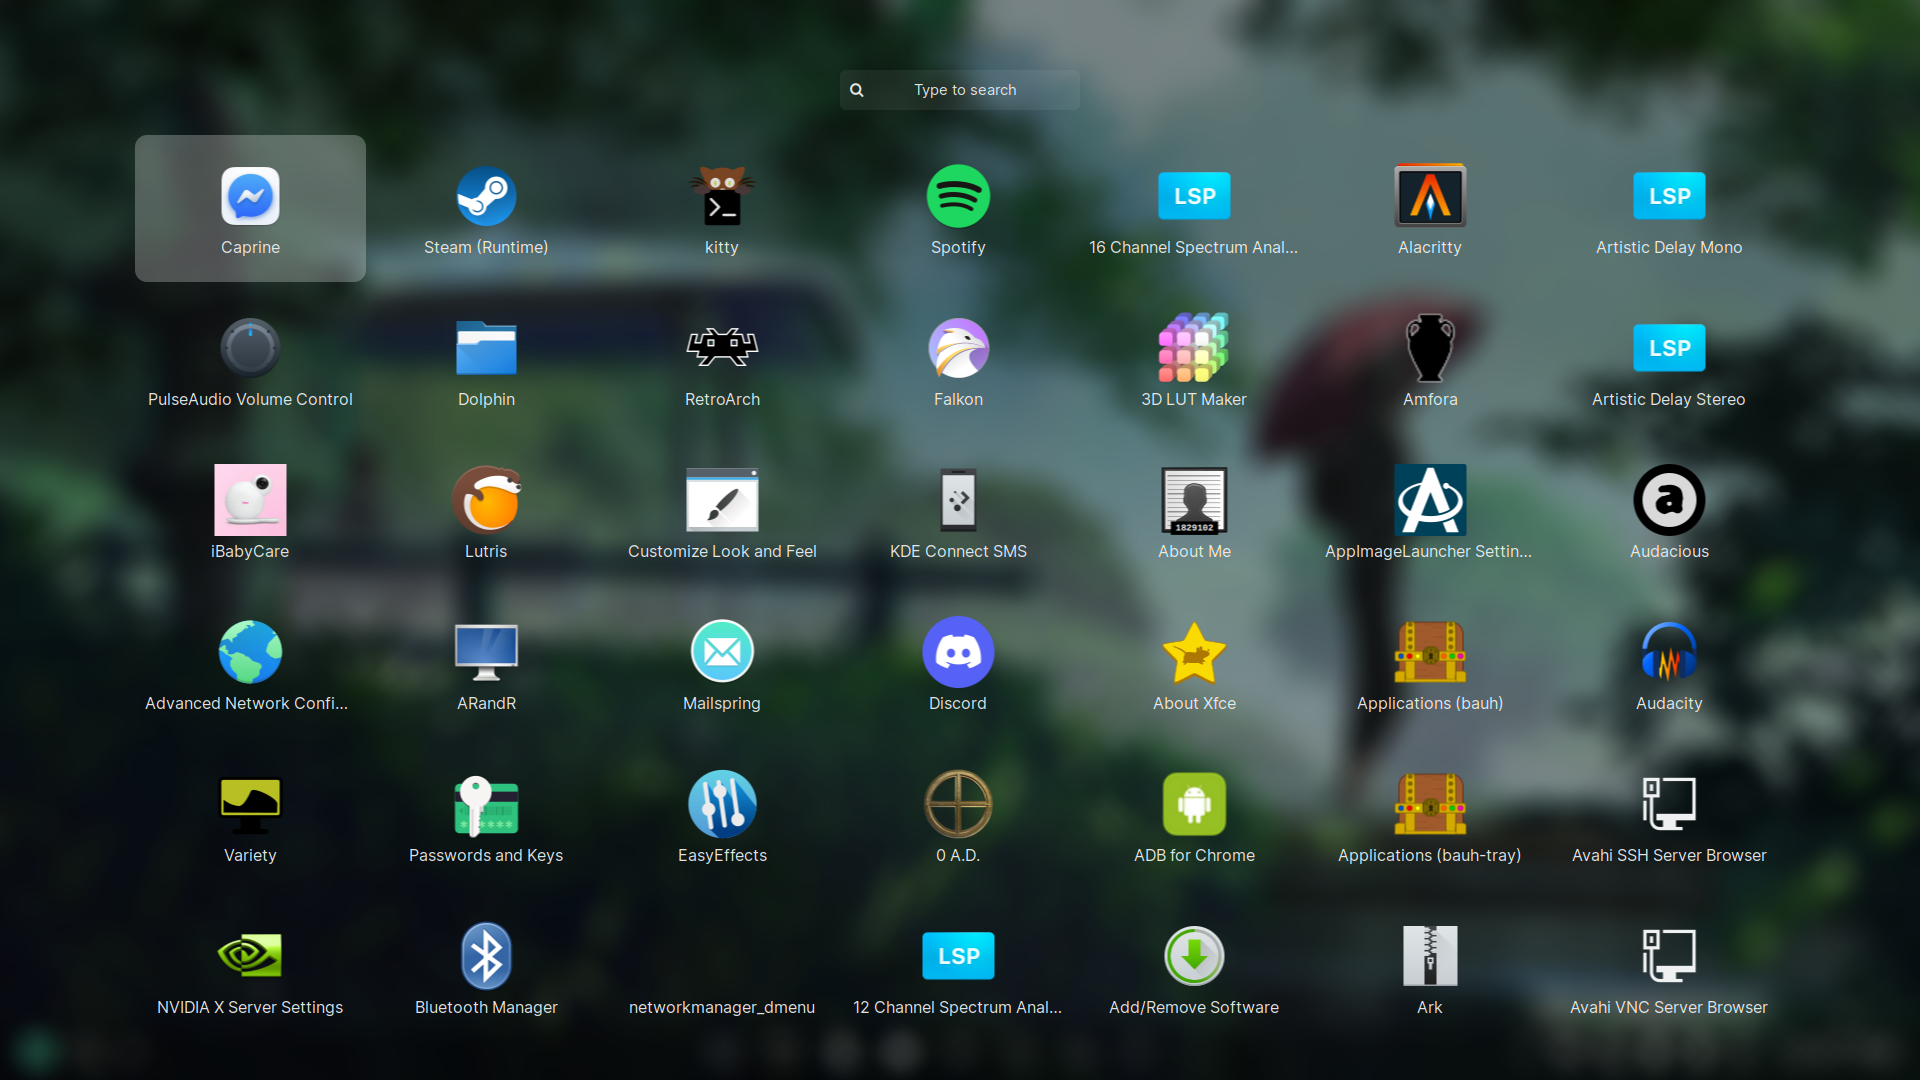 Type to search
Caprine
Steam (Runtime)
kitty
Spotify
LSP
16 Channel Spectrum Anal...
Alacritty
LSP
Artistic Delay Mono
PulseAudio Volume Control
Dolphin
RetroArch
Falkon
3D LUT Maker
Amfora
LSP
Artistic Delay Stereo
iBabyCare
Lutris
Customize Look and Feel
KDE Connect SMS
1829102
About Me
AppImageLauncher Settin...
a
Audacious
Advanced Network Confi...
ARandR
Mailspring
Discord
About Xfce
Applications (bauh)
Audacity
Variety
Passwords and Keys
EasyEffects
0 A.D.
ADB for Chrome
Applications (bauh-tray)
Avahi SSH Server Browser
NVIDIA X Server Settings
Bluetooth Manager
networkmanager_dmenu
LSP
12 Channel Spectrum Anal...
Add/Remove Software
Ark
Avahi VNC Server Browser